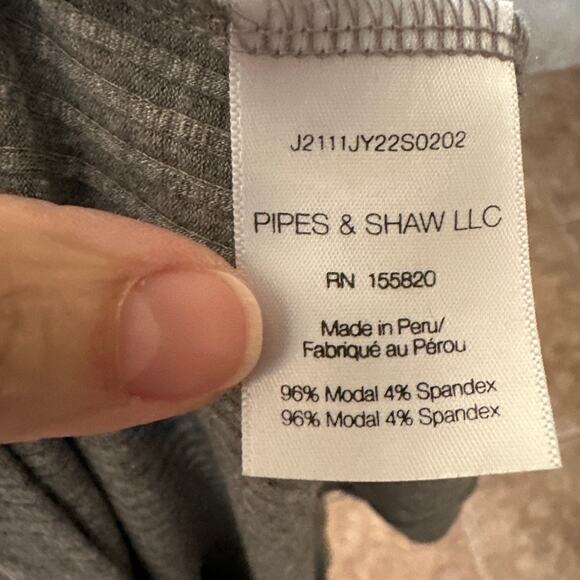 J2111JY22S0202
PIPES & SHAW LLC
RN 155820
Made in Peru/
Fabriqué au Pérou
96% Modal 4% Spandex
96% Modal 4% Spandex